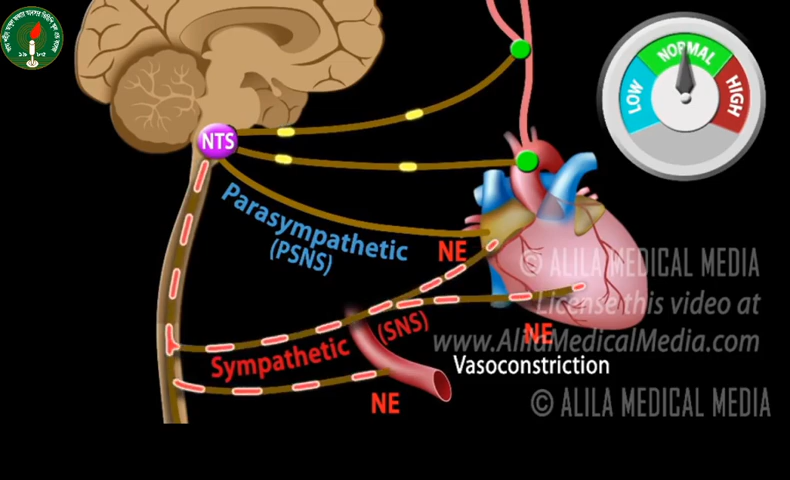 NTS
LOW
NORMAL
HIGH
Parasympathetic
(PSNS)
NE
© ALILA MEDICAL MEDIA
License this video at
www.AlilaMedicalMedia.com
(SNS)
Sympathetic
NE
Vasoconstriction
NE
© ALILA MEDICAL MEDIA